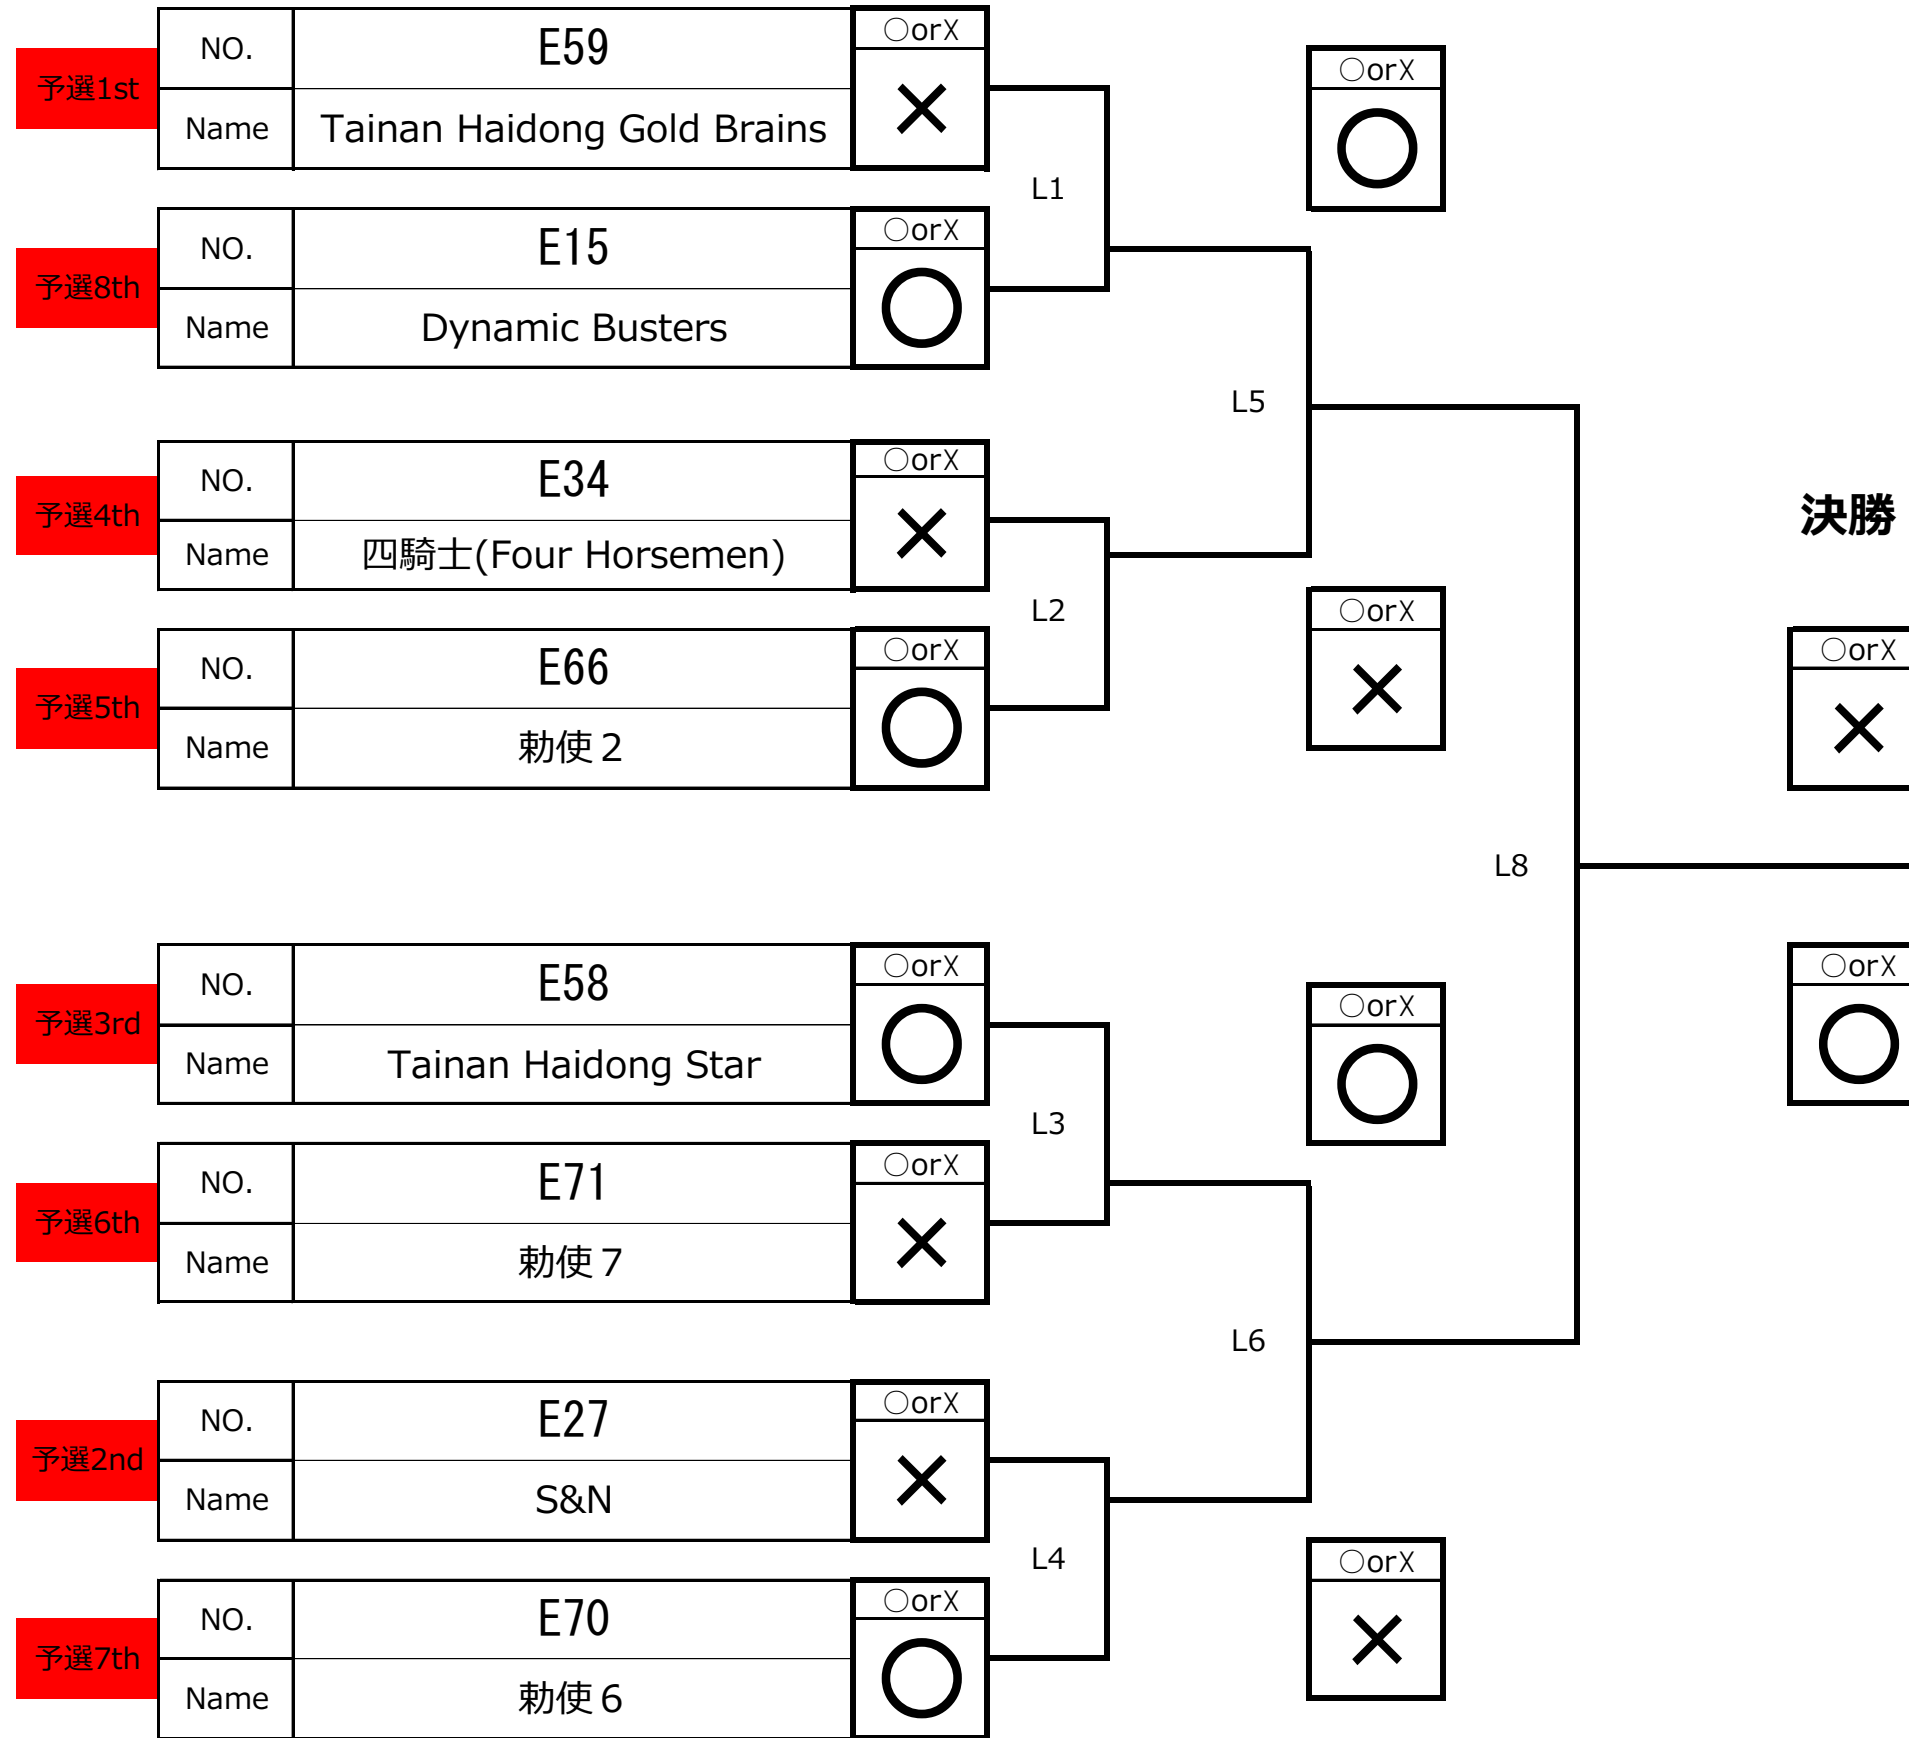 予選1st
NO.
E59
Name
Tainan Haidong Gold Brains
〇orX
×
〇orX
〇
L1
予選8th
NO.
E15
Name
Dynamic Busters
〇orX
〇
L5
予選4th
NO.
E34
Name
四騎士(Four Horsemen)
〇orX
×
決勝
L2
〇orX
×
予選5th
NO.
E66
Name
勅使２
〇orX
〇
〇orX
×
L8
予選3rd
NO.
E58
Name
Tainan Haidong Star
〇orX
〇
〇orX
〇
〇orX
〇
L3
予選6th
NO.
E71
Name
勅使７
〇orX
×
L6
予選2nd
NO.
E27
Name
S&N
〇orX
×
L4
〇orX
×
予選7th
NO.
E70
Name
勅使６
〇orX
〇